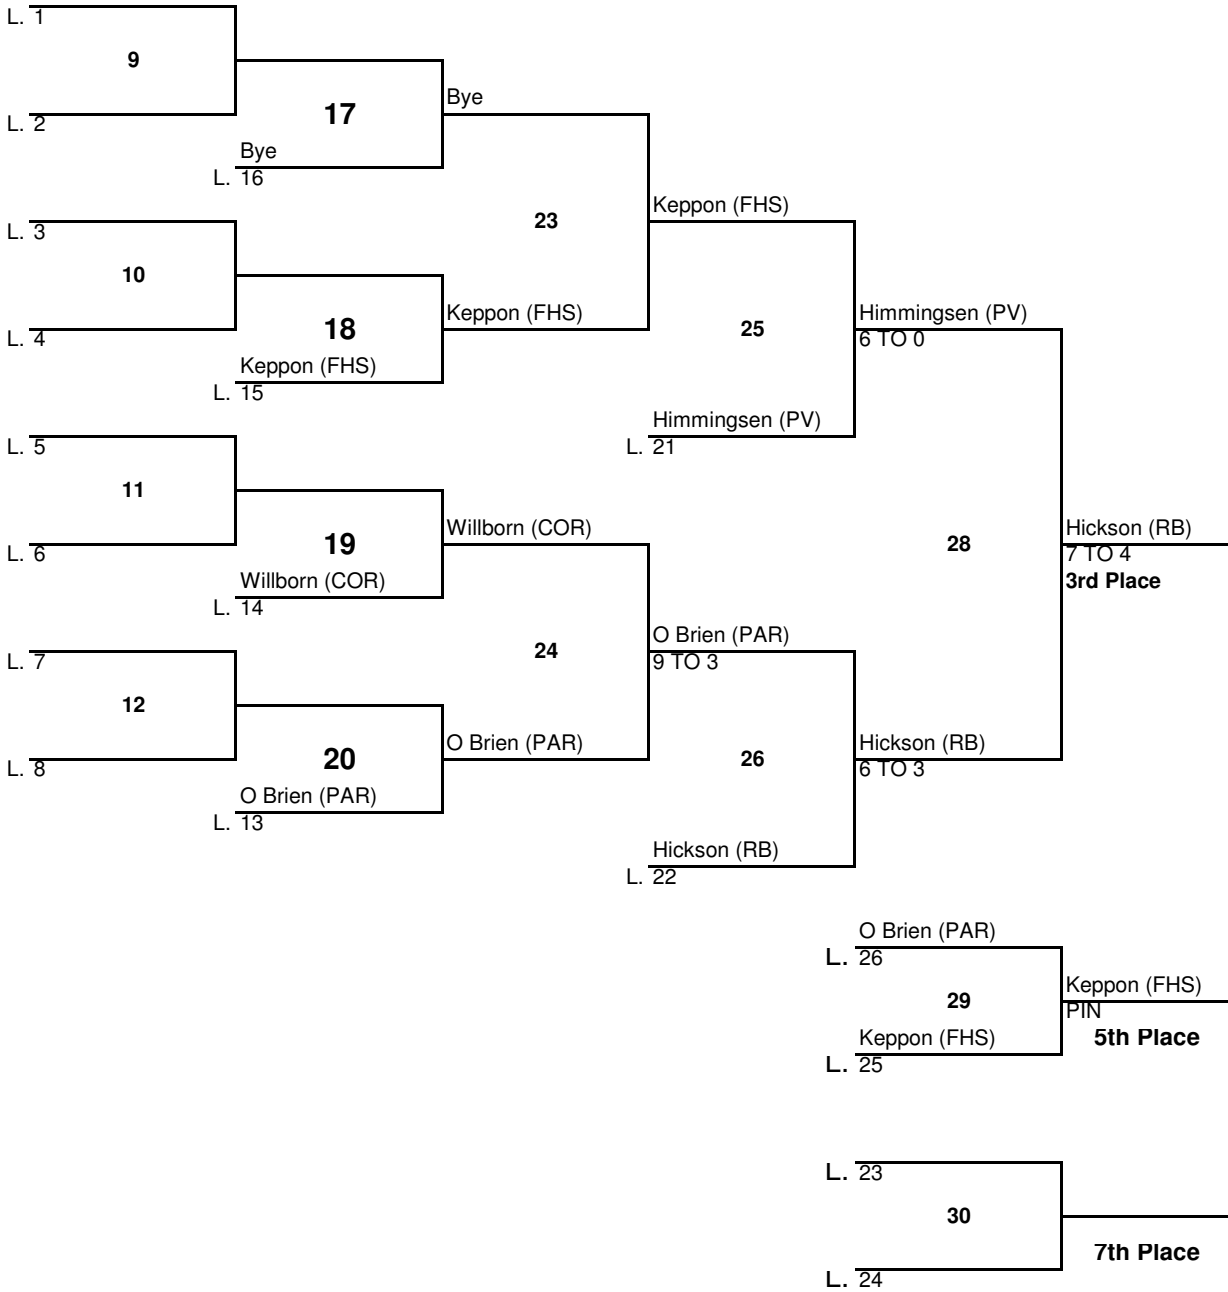 L. 1
9
L. 2
17
Bye
Bye
L. 16
L. 3
10
L. 4
18
Keppon (FHS)
Keppon (FHS)
L. 15
23
Keppon (FHS)
25
Himmingsen (PV)
6 TO 0
Himmingsen (PV)
L. 21
L. 5
11
L. 6
19
Willborn (COR)
Willborn (COR)
L. 14
L. 7
12
L. 8
20
O Brien (PAR)
O Brien (PAR)
L. 13
24
O Brien (PAR)
9 TO 3
26
Hickson (RB)
6 TO 3
Hickson (RB)
L. 22
28
Hickson (RB)
7 TO 4
3rd Place
O Brien (PAR)
L. 26
29
Keppon (FHS)
PIN
5th Place
Keppon (FHS)
L. 25
L. 23
30
7th Place
L. 24